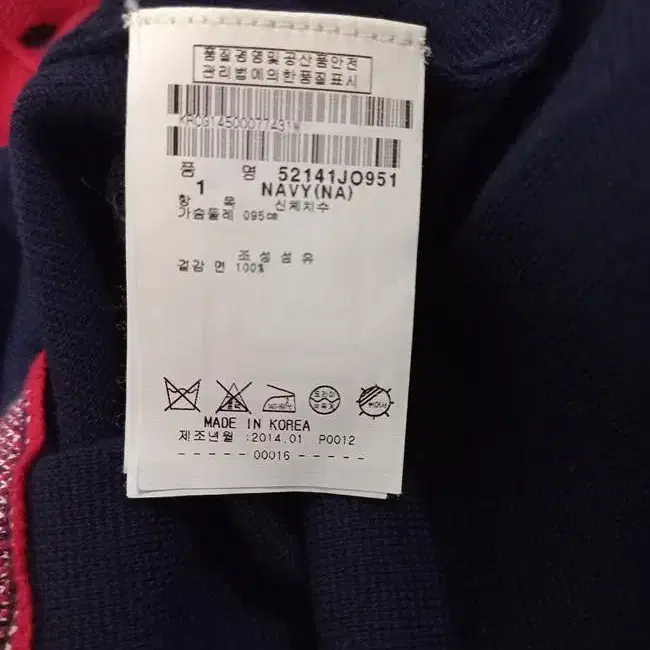 품질경영및공산품안전
관리법에의한품질표시
품 명 52141JO951
1 NAVY(NA)
항 목 신체치수
가슴둘레 095㎝
조성섬유
겉감 면 100%
MADE IN KOREA
제조년월 :2014.01 P0012
- - - - - 00016 - - - - -